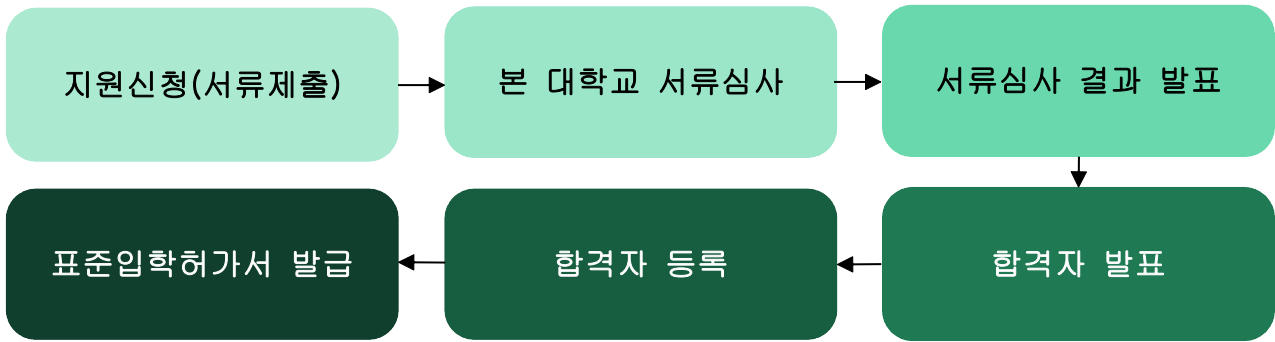 지원신청(서류제출)
본 대학교 서류심사
서류심사 결과 발표
합격자 발표
합격자 등록
표준입학허가서 발급